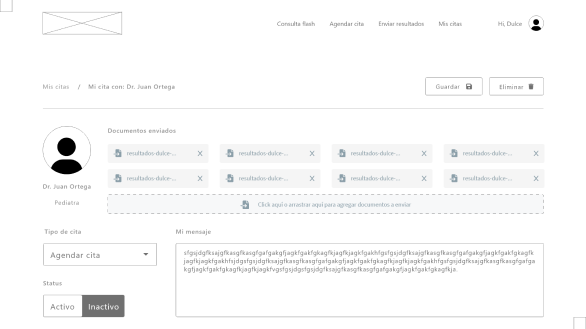 Consulta flash Agendar cita Enviar resultados Mis citas Hi, Dulce
Mis citas / Mi cita con: Dr. Juan Ortega Guardar Eliminar
Documentos enviados
resultados-dulce-... X resultados-dulce-... X resultados-dulce-... X resultados-dulce-... X
resultados-dulce-... X resultados-dulce-... X resultados-dulce-... X resultados-dulce-... X
Dr. Juan Ortega
Pediatra
Click aquí o arrastrar aquí para agregar documentos a enviar
Tipo de cita Mi mensaje
Agendar cita
Status
Activo Inactivo